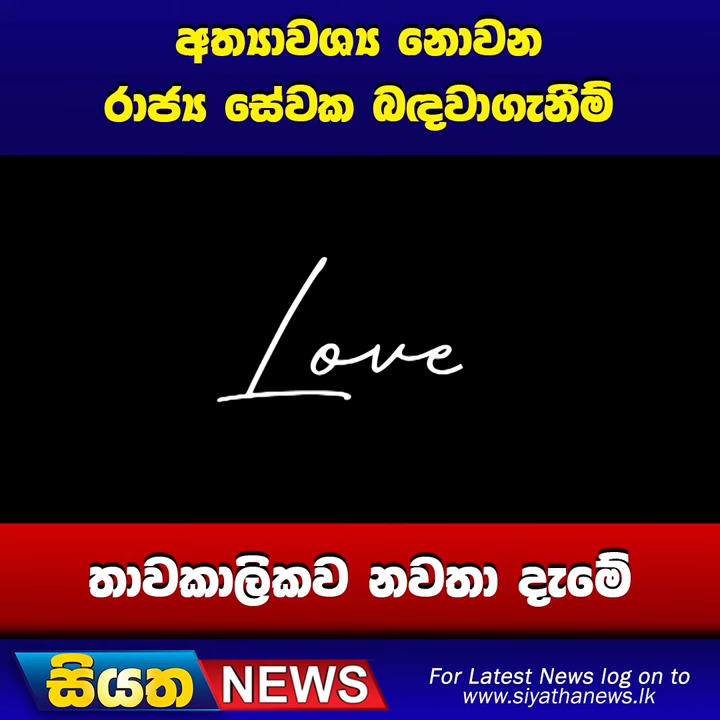 අත්‍යාවශ්‍ය නොවන
රාජ්‍ය සේවක බඳවාගැනීම්
Love
තාවකාලිකව නවතා දැමේ
සියත NEWS
For Latest News log on to
www.siyathanews.lk